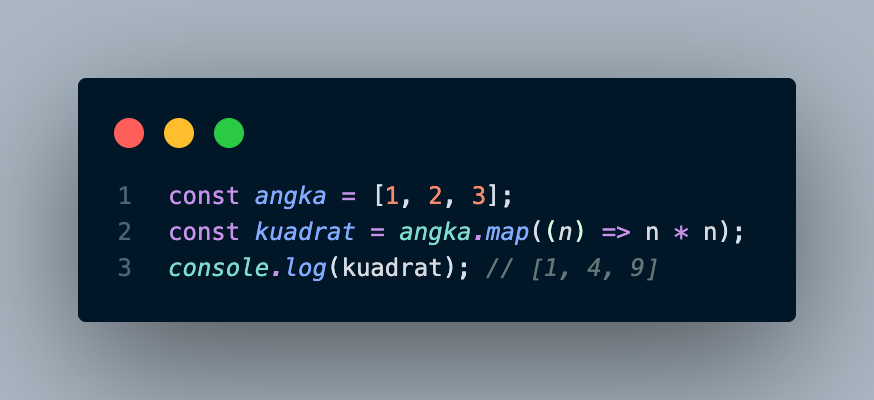 1 const angka = [1, 2, 3];
2 const kuadrat = angka.map((n) => n * n);
3 console.log(kuadrat); // [1, 4, 9]